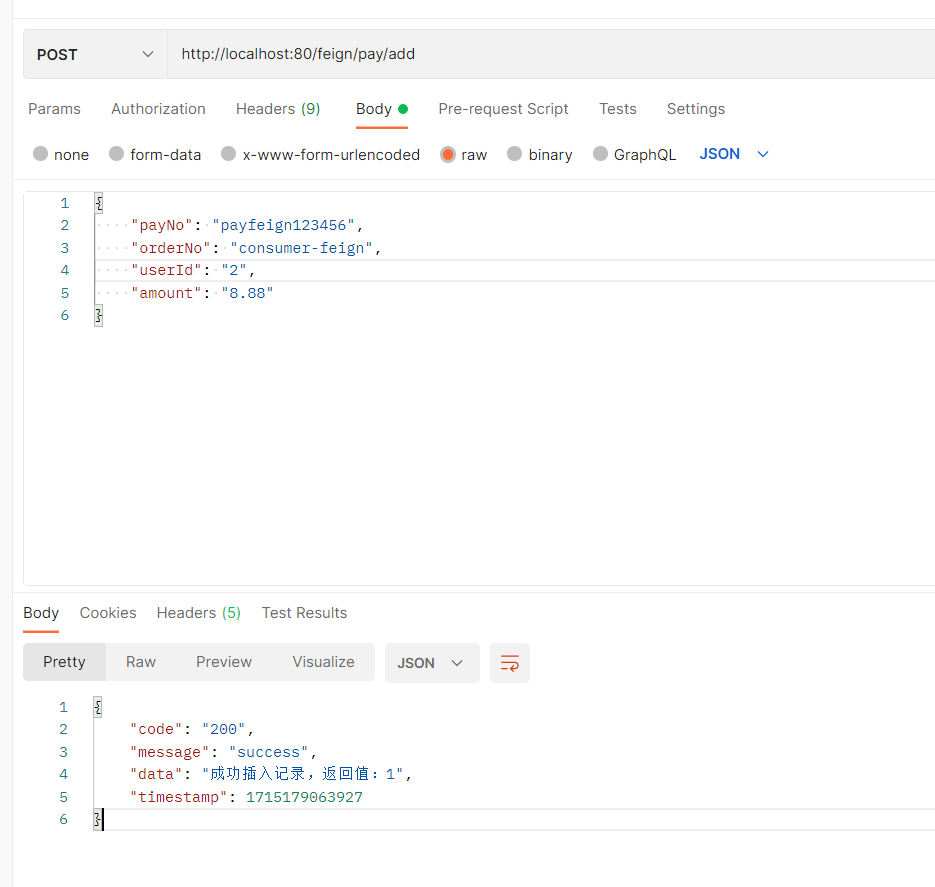 POST http://localhost:80/feign/pay/add
Params Authorization Headers (9) Body Pre-request Script Tests Settings
none form-data x-www-form-urlencoded raw binary GraphQL JSON
1 {
2 "payNo": "payfeign123456",
3 "orderNo": "consumer-feign",
4 "userId": "2",
5 "amount": "8.88"
6 }
Body Cookies Headers (5) Test Results
Pretty Raw Preview Visualize JSON
1 {
2 "code": "200",
3 "message": "success",
4 "data": "成功插入记录，返回值：1",
5 "timestamp": 1715179063927
6 }